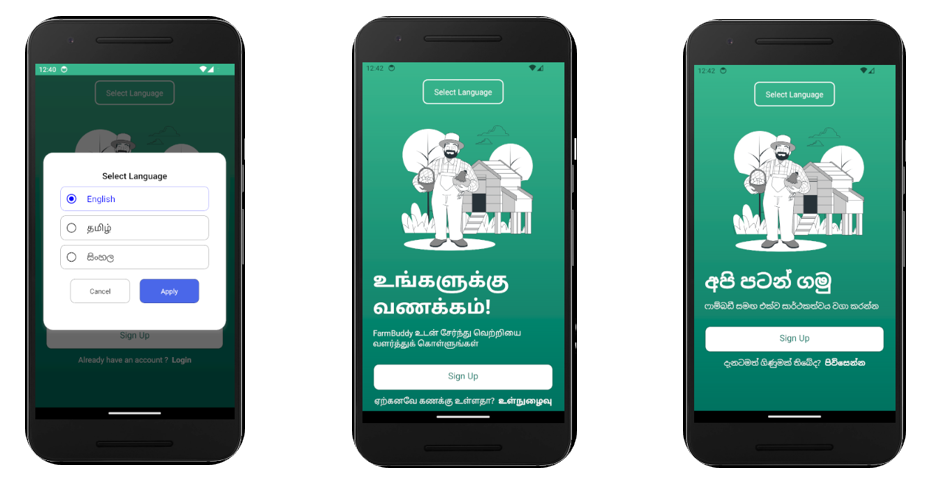 12:40
Select Language
Select Language
English
தமிழ்
සිංහල
Cancel
Apply
Sign Up
Already have an account ? Login
12:42
Select Language
உங்களுக்கு
வணக்கம்!
FarmBuddy உடன் சேர்ந்து வெற்றியை
வளர்த்துக் கொள்ளுங்கள்
Sign Up
ஏற்கனவே கணக்கு உள்ளதா? உள்நுழைவு
12:42
Select Language
අපි පටන් ගමු
ෆාම්බඩී සමඟ එක්ව සාර්ථකත්වය වගා කරන්න
Sign Up
දැනටමත් ගිණුමක් තිබේද? පිවිසෙන්න